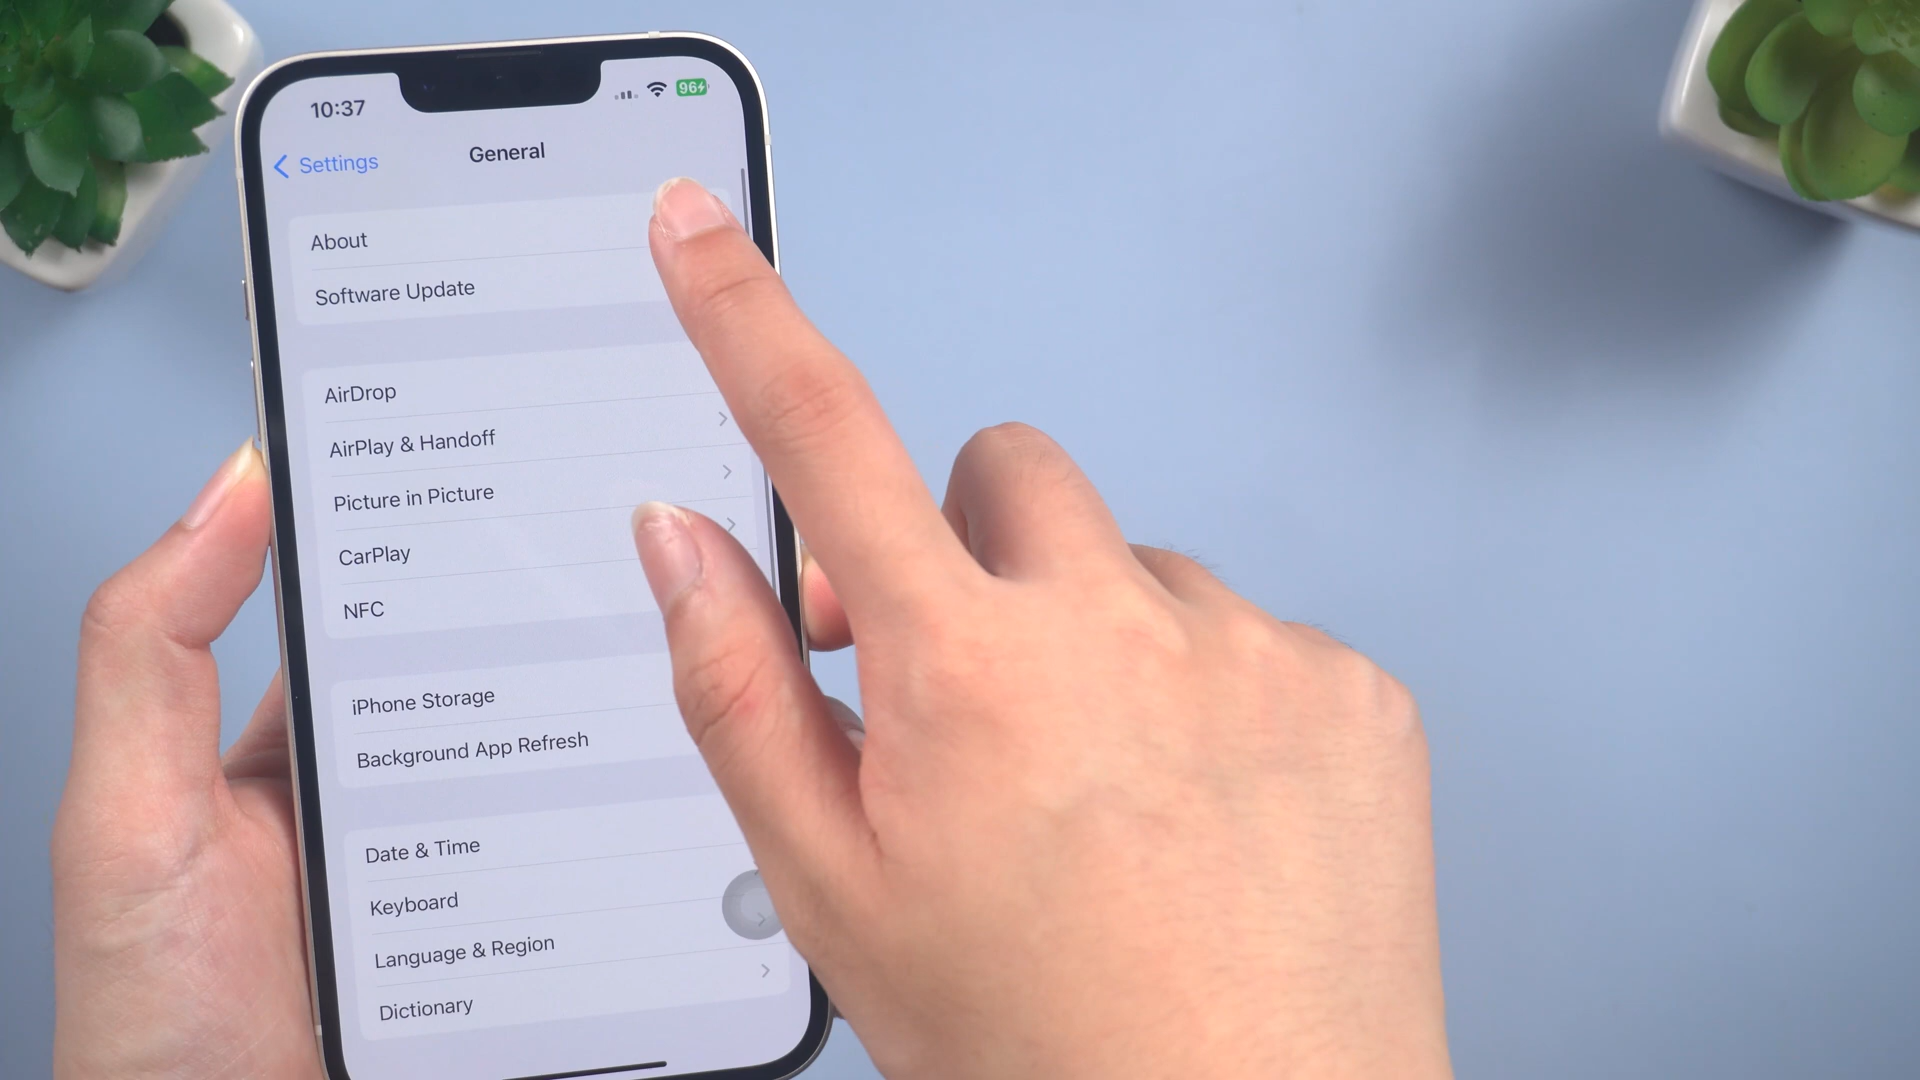 10:37
96
Settings
General
About
Software Update
AirDrop
AirPlay & Handoff
Picture in Picture
CarPlay
NFC
iPhone Storage
Background App Refresh
Date & Time
Keyboard
Language & Region
Dictionary